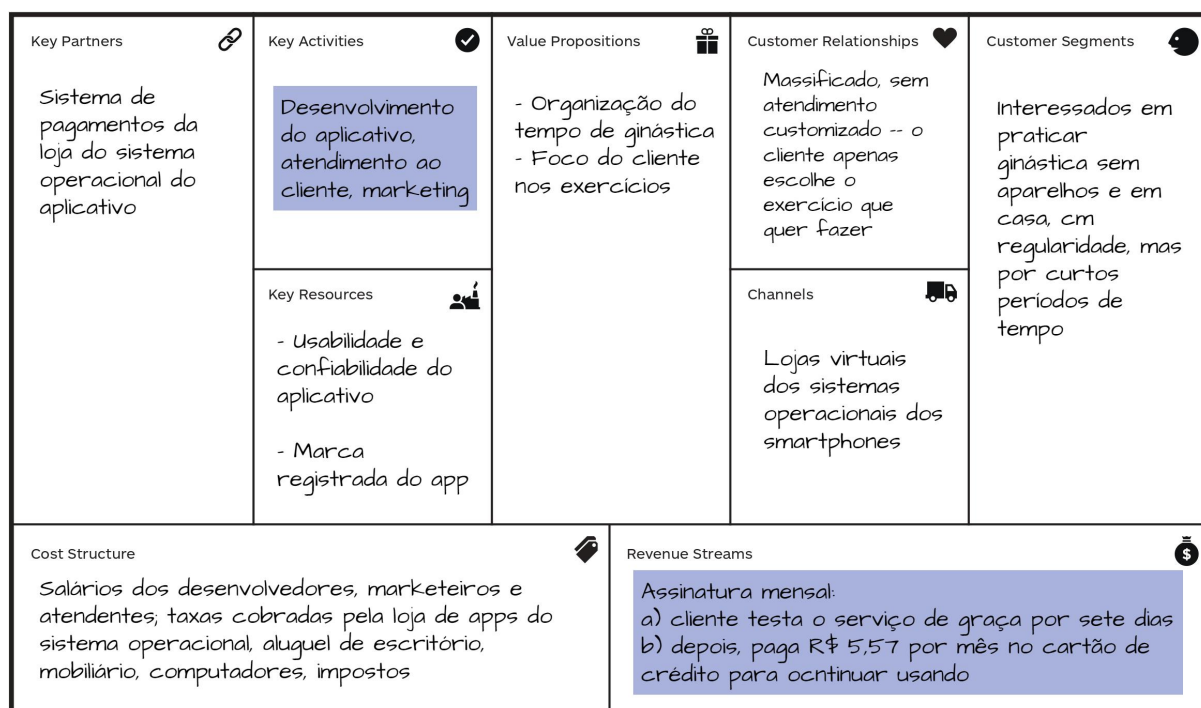 Key Partners
Sistema de
pagamentos da
loja do sistema
operacional do
aplicativo
Key Activities
Desenvolvimento
do aplicativo,
atendimento ao
cliente, marketing
Key Resources
- Usabilidade e
confiabilidade do
aplicativo
- Marca
registrada do app
Value Propositions
- Organização do
tempo de ginástica
- Foco do cliente
nos exercícios
Customer Relationships
Massificado, sem
atendimento
customizado -- o
cliente apenas
escolhe o
exercício que
quer fazer
Channels
Lojas virtuais
dos sistemas
operacionais dos
smartphones
Customer Segments
Interessados em
praticar
ginástica sem
aparelhos e em
casa, cm
regularidade, mas
por curtos
períodos de
tempo
Cost Structure
Salários dos desenvolvedores, marketeiros e
atendentes; taxas cobradas pela loja de apps do
sistema operacional, aluguel de escritório,
mobiliário, computadores, impostos
Revenue Streams
$
Assinatura mensal:
a) cliente testa o serviço de graça por sete dias
b) depois, paga R$ 5,57 por mês no cartão de
crédito para ocntinuar usando